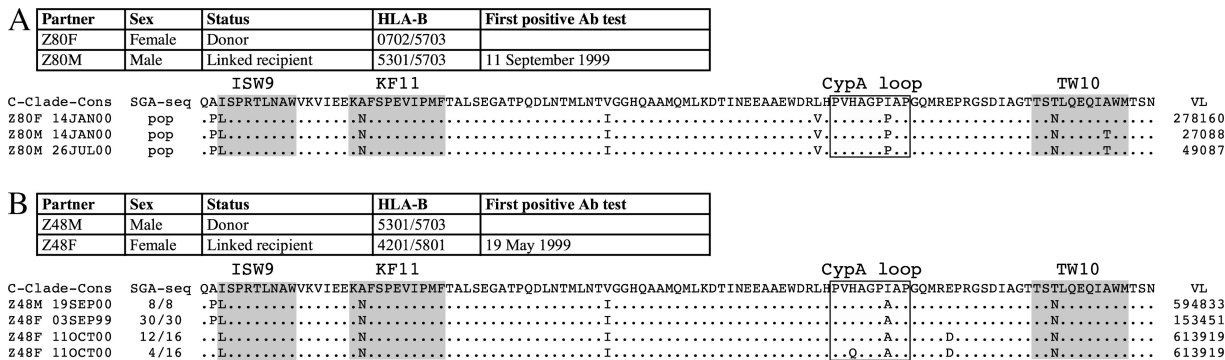 A
Partner Sex Status HLA-B First positive Ab test
Z80F Female Donor 0702/5703
Z80M Male Linked recipient 5301/5703 11 September 1999
ISW9 KF11 CypA loop TW10
C-Clade-Cons SGA-seq QAISPRTLNAWVKVIEEKAFSPEVIPMFTALSEGATPQDLNTMLNTVGGHQAAMQMLKDTINEEAAEWDRLHPVHAGPIAPGQMREPRGSDIAGTTSTLQEQIAWMTSN VL
Z80F 14JAN00 pop .PL...............N...........................I.......................V.......P..................N........... 278160
Z80M 14JAN00 pop .PL...............N...........................I.......................V.......P..................N.....T..... 27088
Z80M 26JUL00 pop .PL...............N...........................I.......................V.......P..................N.....T..... 49087
B
Partner Sex Status HLA-B First positive Ab test
Z48M Male Donor 5301/5703
Z48F Female Linked recipient 4201/5801 19 May 1999
ISW9 KF11 CypA loop TW10
C-Clade-Cons SGA-seq QAISPRTLNAWVKVIEEKAFSPEVIPMFTALSEGATPQDLNTMLNTVGGHQAAMQMLKDTINEEAAEWDRLHPVHAGPIAPGQMREPRGSDIAGTTSTLQEQIAWMTSN VL
Z48M 19SEP00 8/8 .PL...............N...........................I...............................A..................N........... 594833
Z48F 03SEP99 30/30 .PL...............N...........................I...............................A..................N........... 153451
Z48F 11OCT00 12/16 ..L...............N...........................I...............................A......D...........N........... 613919
Z48F 11OCT00 4/16 ..L...............N...........................I...........................Q...A......D...........N........... 613919